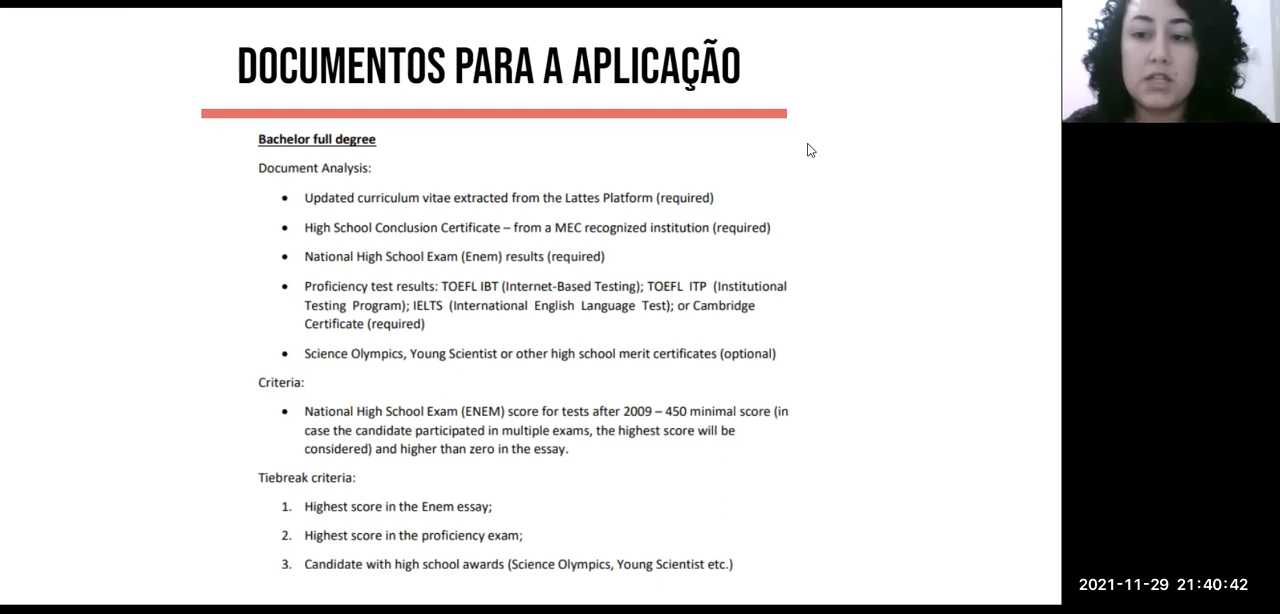 DOCUMENTOS PARA A APLICAÇÃO
Bachelor full degree
Document Analysis:
• Updated curriculum vitae extracted from the Lattes Platform (required)
• High School Conclusion Certificate – from a MEC recognized institution (required)
• National High School Exam (Enem) results (required)
• Proficiency test results: TOEFL IBT (Internet-Based Testing); TOEFL ITP (Institutional
Testing Program); IELTS (International English Language Test); or Cambridge
Certificate (required)
• Science Olympics, Young Scientist or other high school merit certificates (optional)
Criteria:
• National High School Exam (ENEM) score for tests after 2009 – 450 minimal score (in
case the candidate participated in multiple exams, the highest score will be
considered) and higher than zero in the essay.
Tiebreak criteria:
1. Highest score in the Enem essay;
2. Highest score in the proficiency exam;
3. Candidate with high school awards (Science Olympics, Young Scientist etc.)
2021-11-29 21:40:42